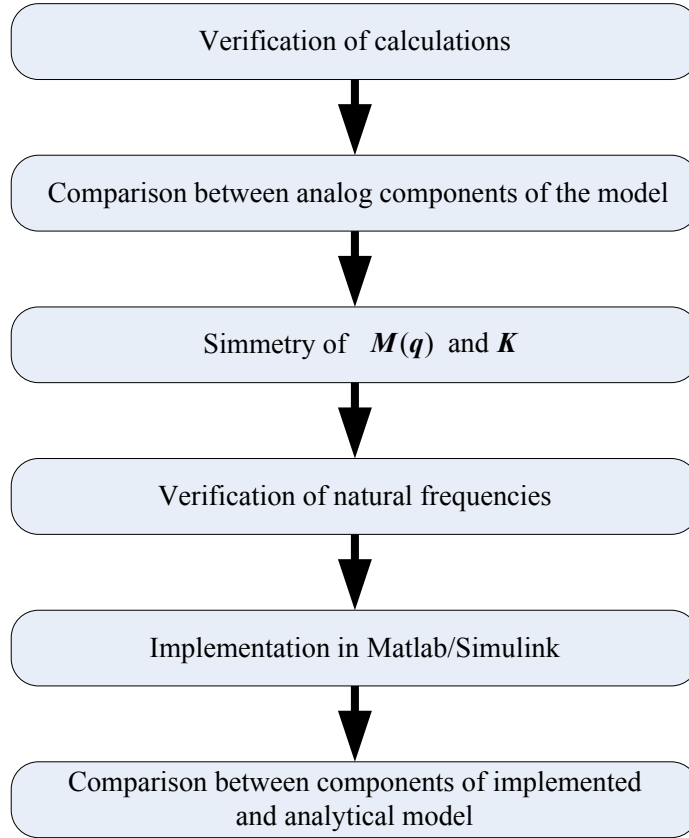 Verification of calculations
Comparison between analog components of the model
Simmetry of M(q) and K
Verification of natural frequencies
Implementation in Matlab/Simulink
Comparison between components of implemented
and analytical model